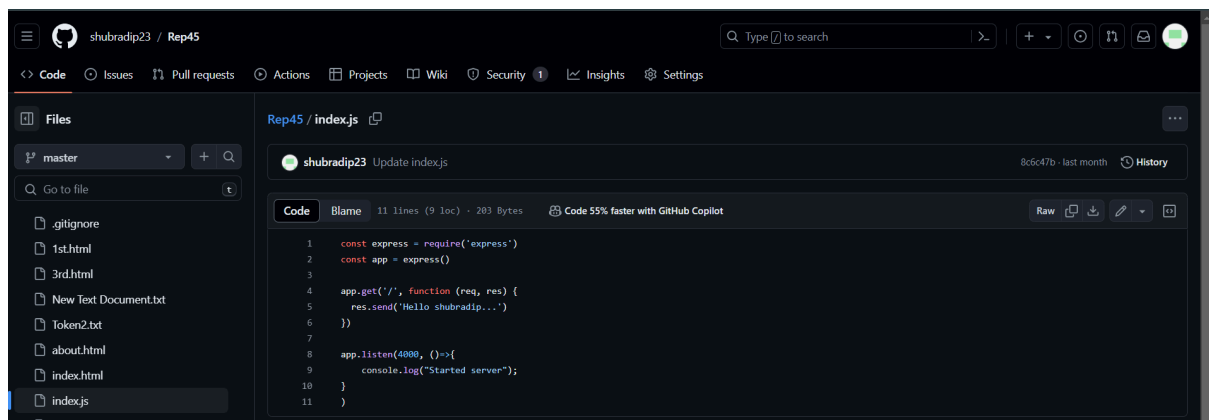 shubradip23 / Rep45
Type / to search
Code Issues Pull requests Actions Projects Wiki Security 1 Insights Settings
Files
Rep45 / index.js
master
shubradip23 Update index.js 8c6c47b · last month History
Go to file t
Code Blame 11 lines (9 loc) · 203 Bytes Code 55% faster with GitHub Copilot Raw
.gitignore
1st.html
3rd.html
New Text Document.txt
Token2.txt
about.html
index.html
index.js
1 const express = require('express')
2 const app = express()
3
4 app.get('/', function (req, res) {
5 res.send('Hello shubradip...')
6 })
7
8 app.listen(4000, ()=>{
9 console.log("Started server");
10 }
11 )